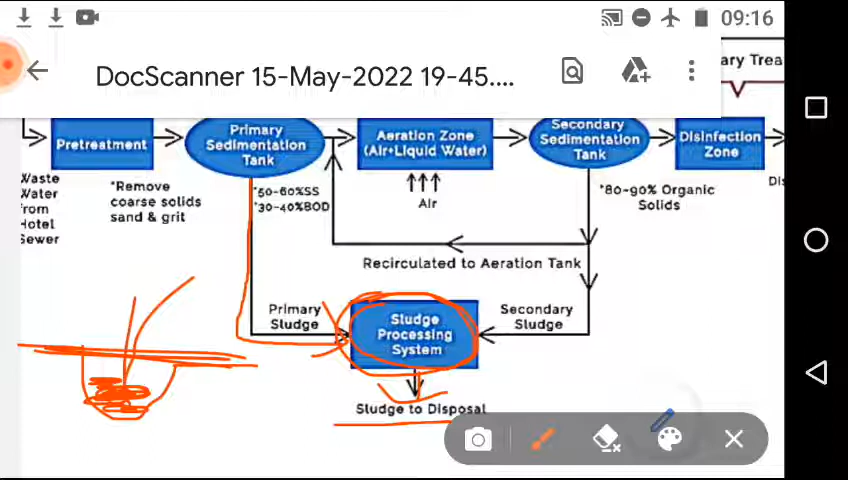 09:16
DocScanner 15-May-2022 19-45....
ary Trea
Pretreatment
Primary
Sedimentation
Tank
Aeration Zone
(Air+Liquid Water)
Secondary
Sedimentation
Tank
Disinfection
Zone
Waste
Water
from
Hotel
Sewer
*Remove
coarse solids
sand & grit
*50-60%SS
*30-40%BOD
Air
*80-90% Organic
Solids
Dis
Recirculated to Aeration Tank
Primary
Sludge
Sludge
Processing
System
Secondary
Sludge
Sludge to Disposal